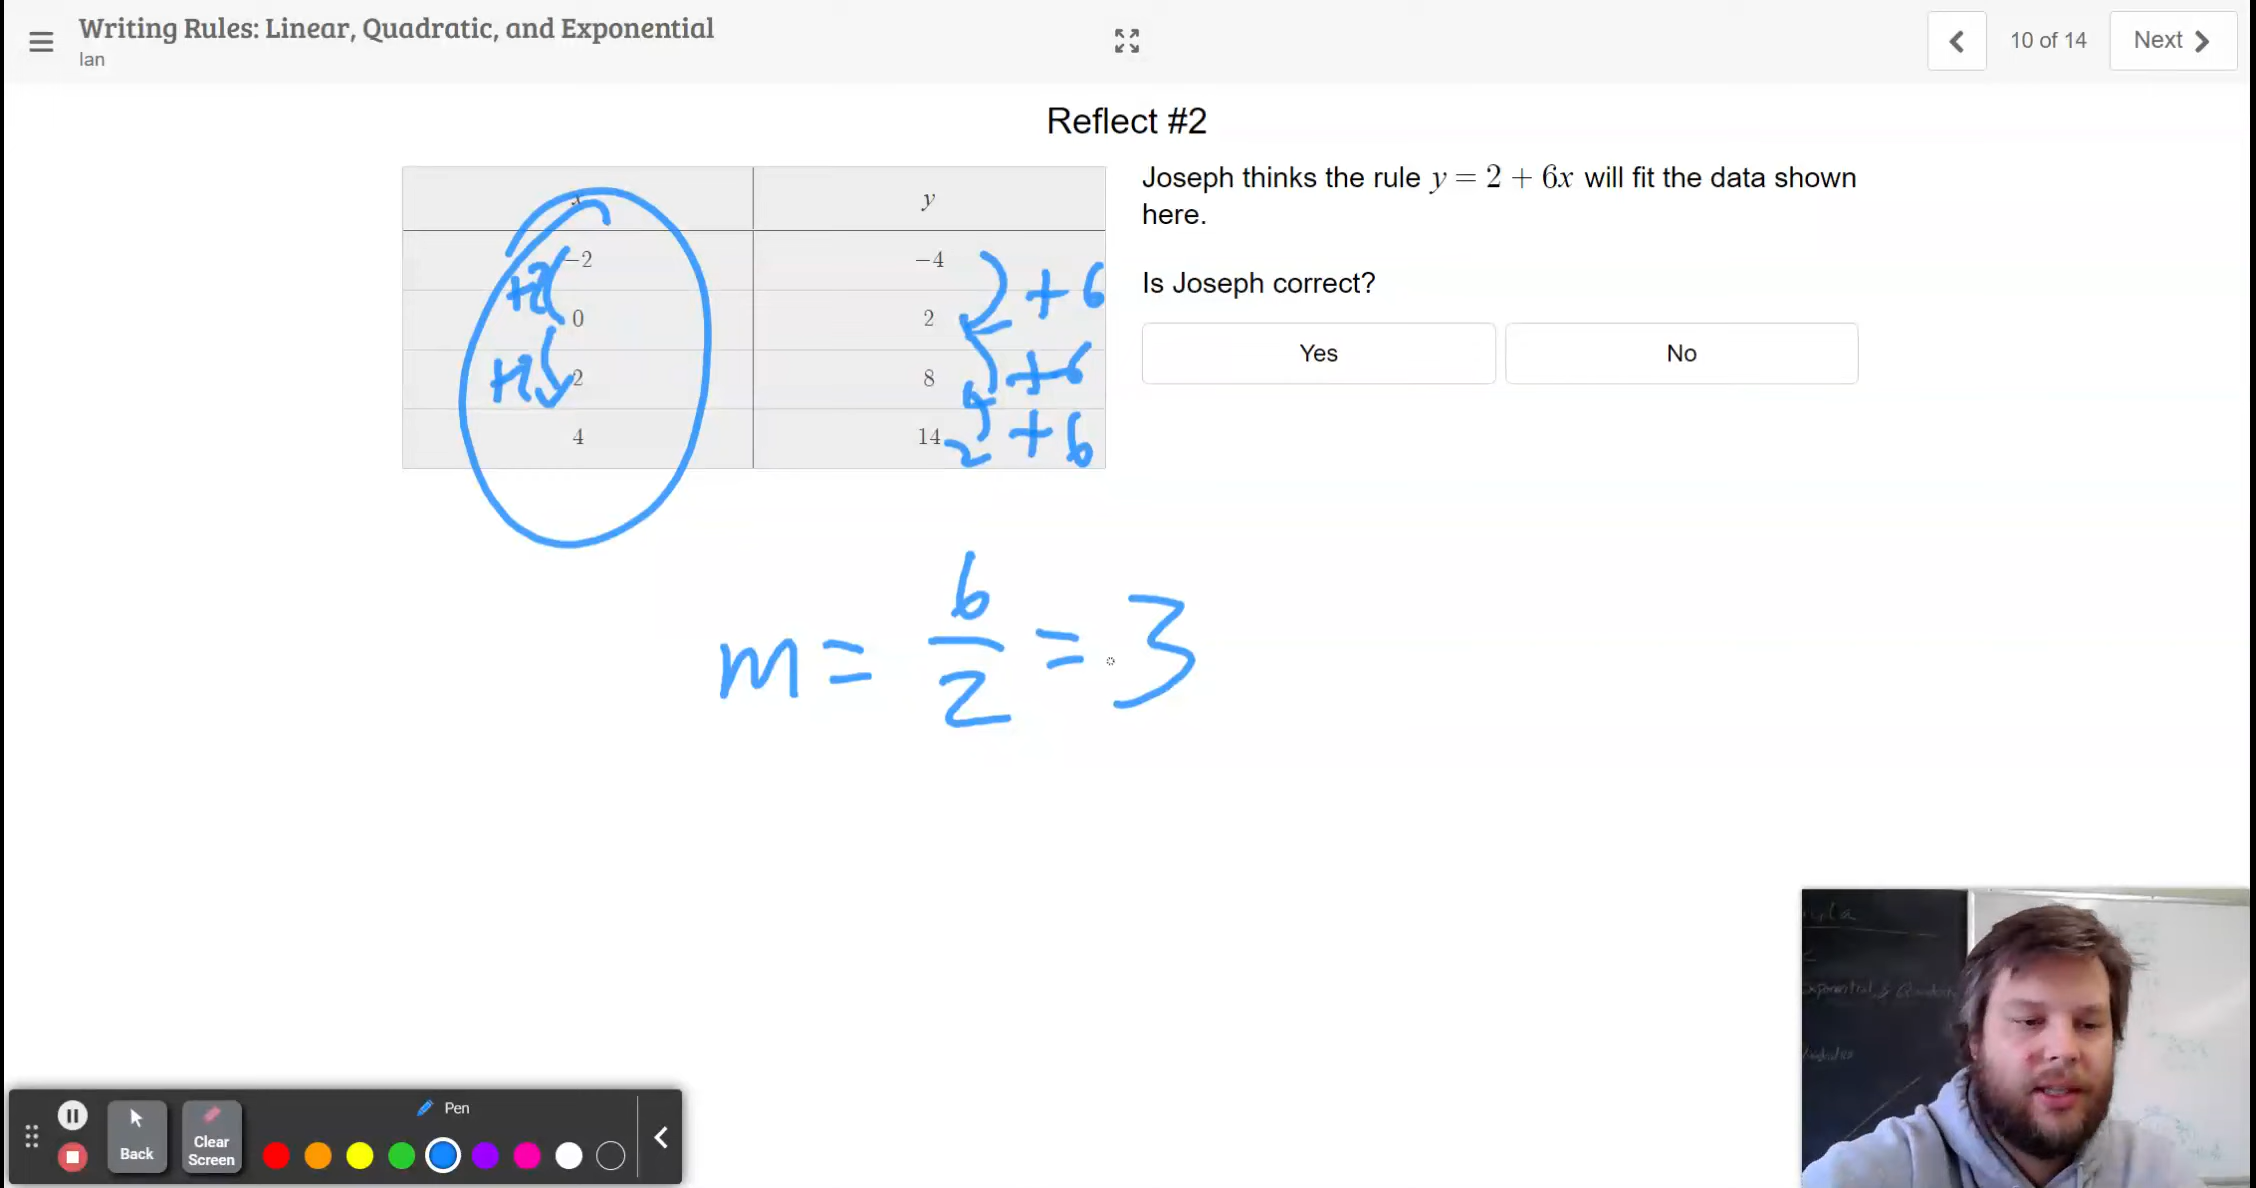 Writing Rules: Linear, Quadratic, and Exponential
Ian
10 of 14
Next
Reflect #2
x y
−2 −4
0 2
2 8
4 14
+2
+2
+6
+6
+6
Joseph thinks the rule y = 2 + 6x will fit the data shown
here.
Is Joseph correct?
Yes No
m = 6/2 = 3
Pen
Back
Clear
Screen